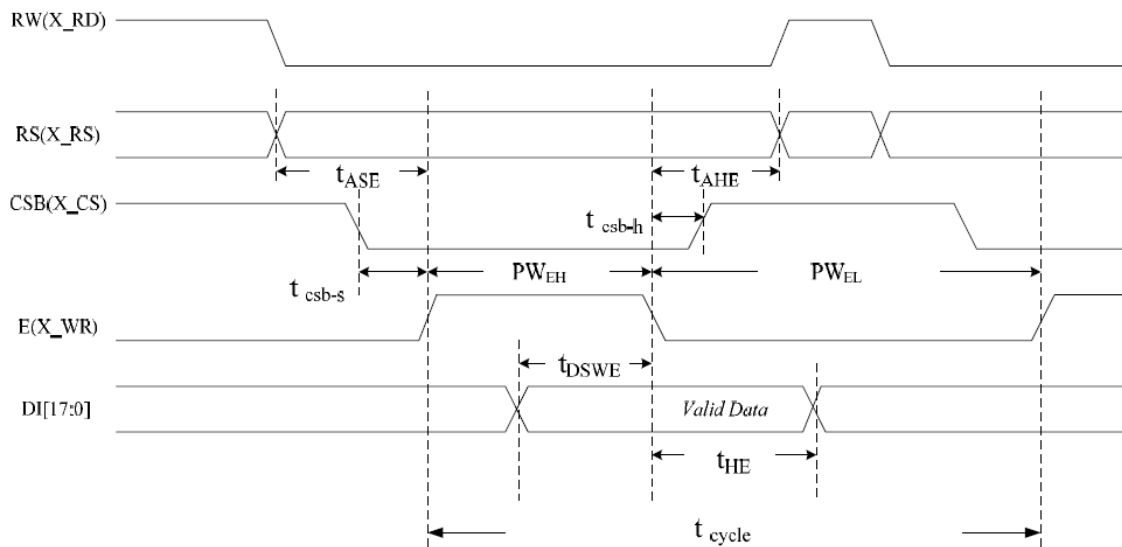 RW(X_RD)
RS(X_RS)
tASE
tAHE
CSB(X_CS)
t csb-h
t csb-s
PWEH
PWEL
E(X_WR)
tDSWE
DI[17:0]
Valid Data
tHE
t cycle